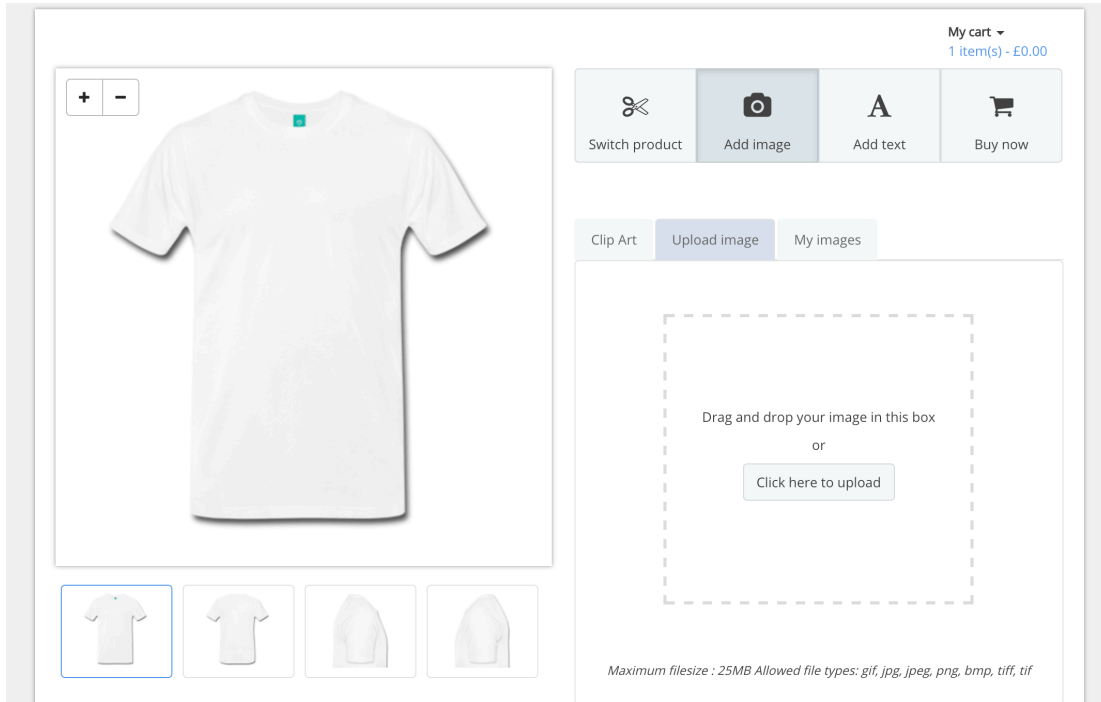 My cart
1 item(s) - £0.00
+ −
Switch product
Add image
A
Add text
Buy now
Clip Art
Upload image
My images
Drag and drop your image in this box
or
Click here to upload
Maximum filesize : 25MB Allowed file types: gif, jpg, jpeg, png, bmp, tiff, tif